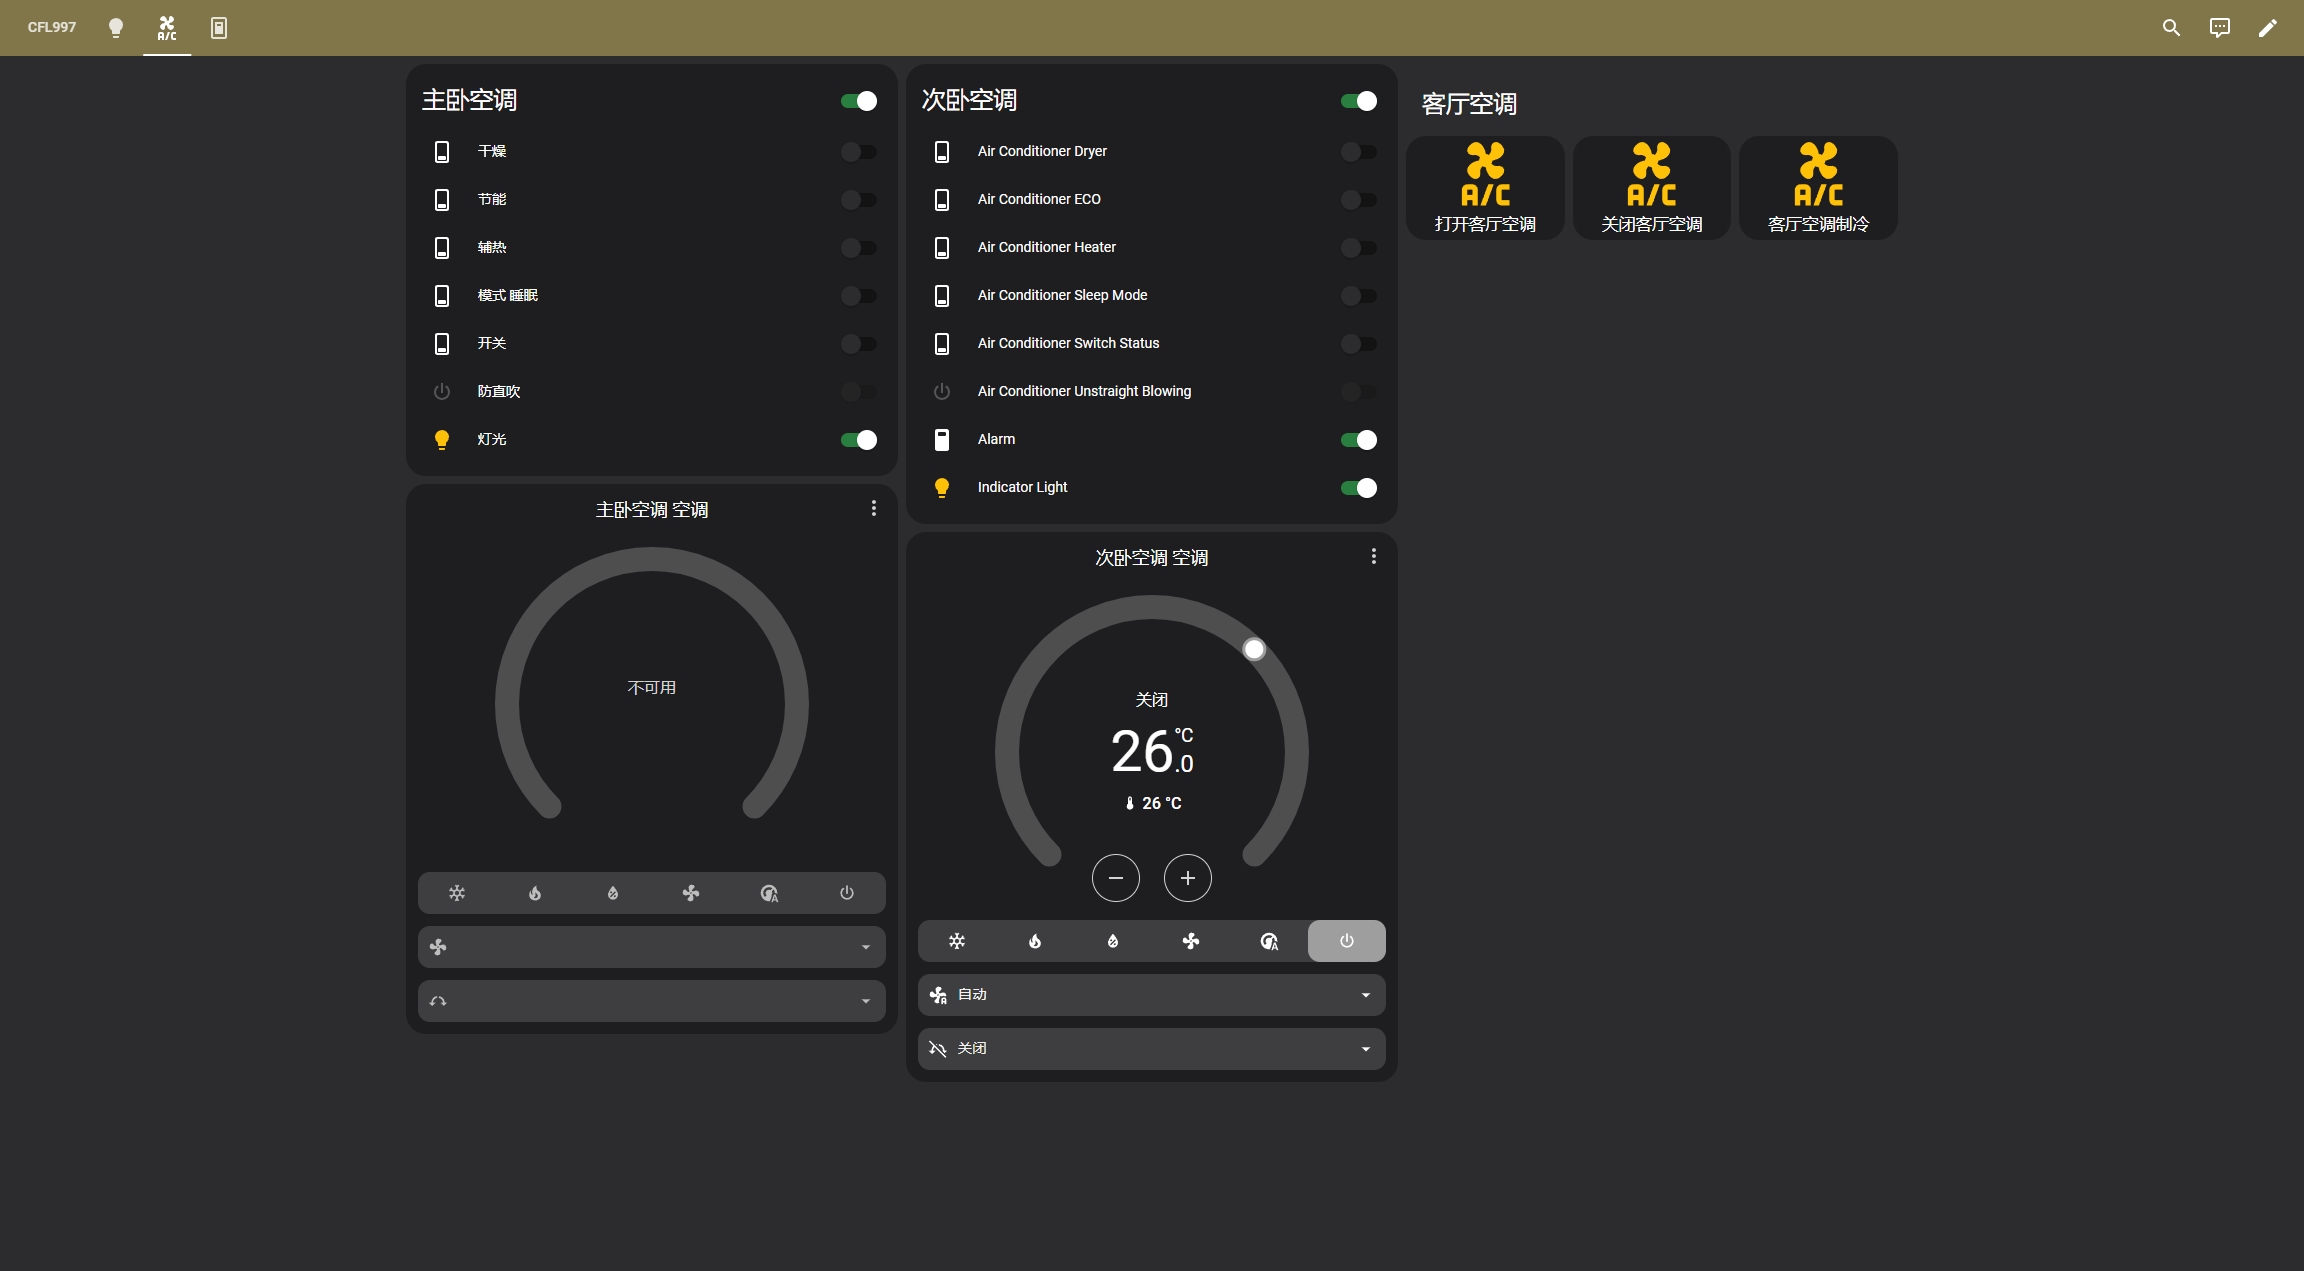 CFL997
A/C
主卧空调
干燥
节能
辅热
模式 睡眠
开关
防直吹
灯光
主卧空调 空调
不可用
次卧空调
Air Conditioner Dryer
Air Conditioner ECO
Air Conditioner Heater
Air Conditioner Sleep Mode
Air Conditioner Switch Status
Air Conditioner Unstraight Blowing
Alarm
Indicator Light
次卧空调 空调
关闭
26.0 °C
26 °C
自动
关闭
客厅空调
A/C
打开客厅空调
A/C
关闭客厅空调
A/C
客厅空调制冷